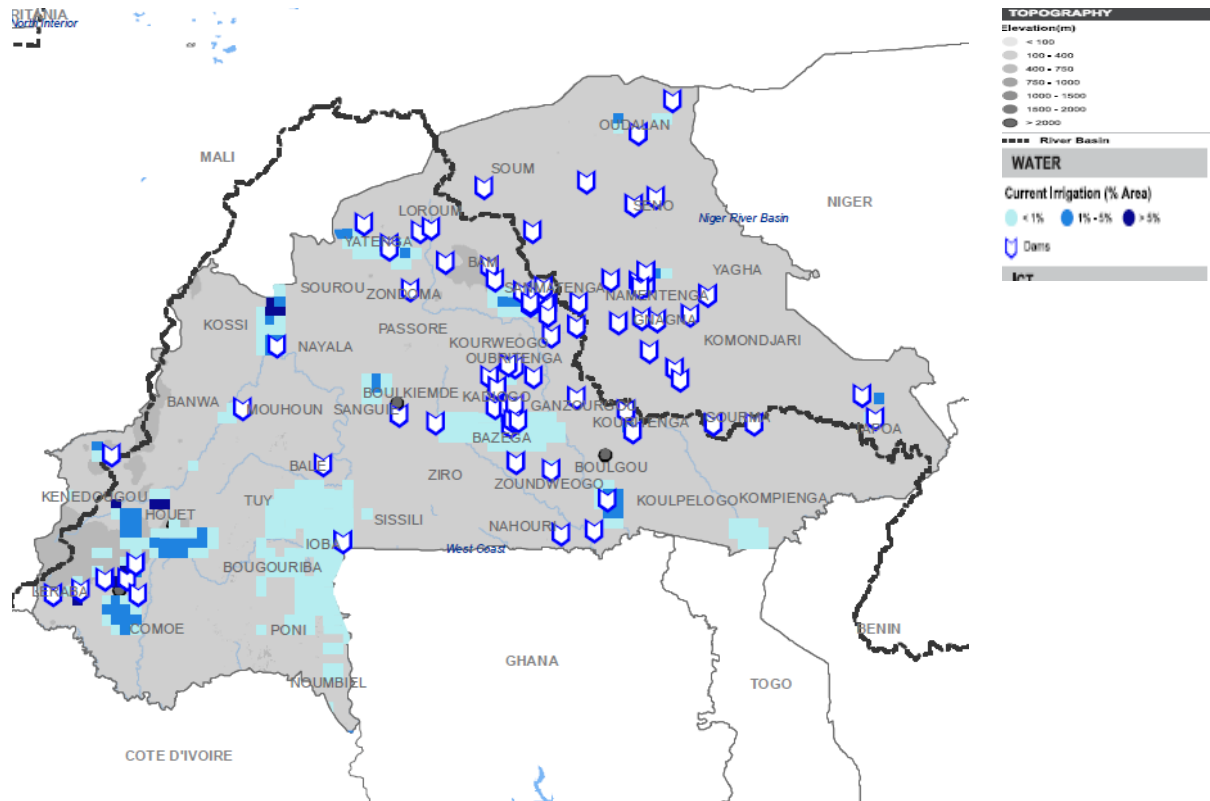 RITANIA
North Interior
MALI
OUDALAN
SOUM
SENO
NIGER
Niger River Basin
LOROUM
YATENGA
BAM
YAGHA
SOUROU
ZONDOMA
SANMATENGA
NAMENTENGA
KOSSI
PASSORE
GNAGNA
KOMONDJARI
NAYALA
KOURWEOGO
OUBRITENGA
BANWA
MOUHOUN
SANGUIE
BOULKIEMDE
KADIOGO
GANZOURGOU
KOURITENGA
GOURMA
TAPOA
BAZEGA
BALE
ZIRO
BOULGOU
ZOUNDWEOGO
KENEDOUGOU
HOUET
TUY
SISSILI
NAHOURI
KOULPELOGO
KOMPIENGA
IOBA
West Coast
BOUGOURIBA
LERABA
COMOE
PONI
BENIN
GHANA
NOUMBIEL
TOGO
COTE D'IVOIRE
TOPOGRAPHY
Elevation(m)
< 100
100 - 400
400 - 750
750 - 1000
1000 - 1500
1500 - 2000
> 2000
River Basin
WATER
Current Irrigation (% Area)
< 1% 1% - 5% > 5%
Dams